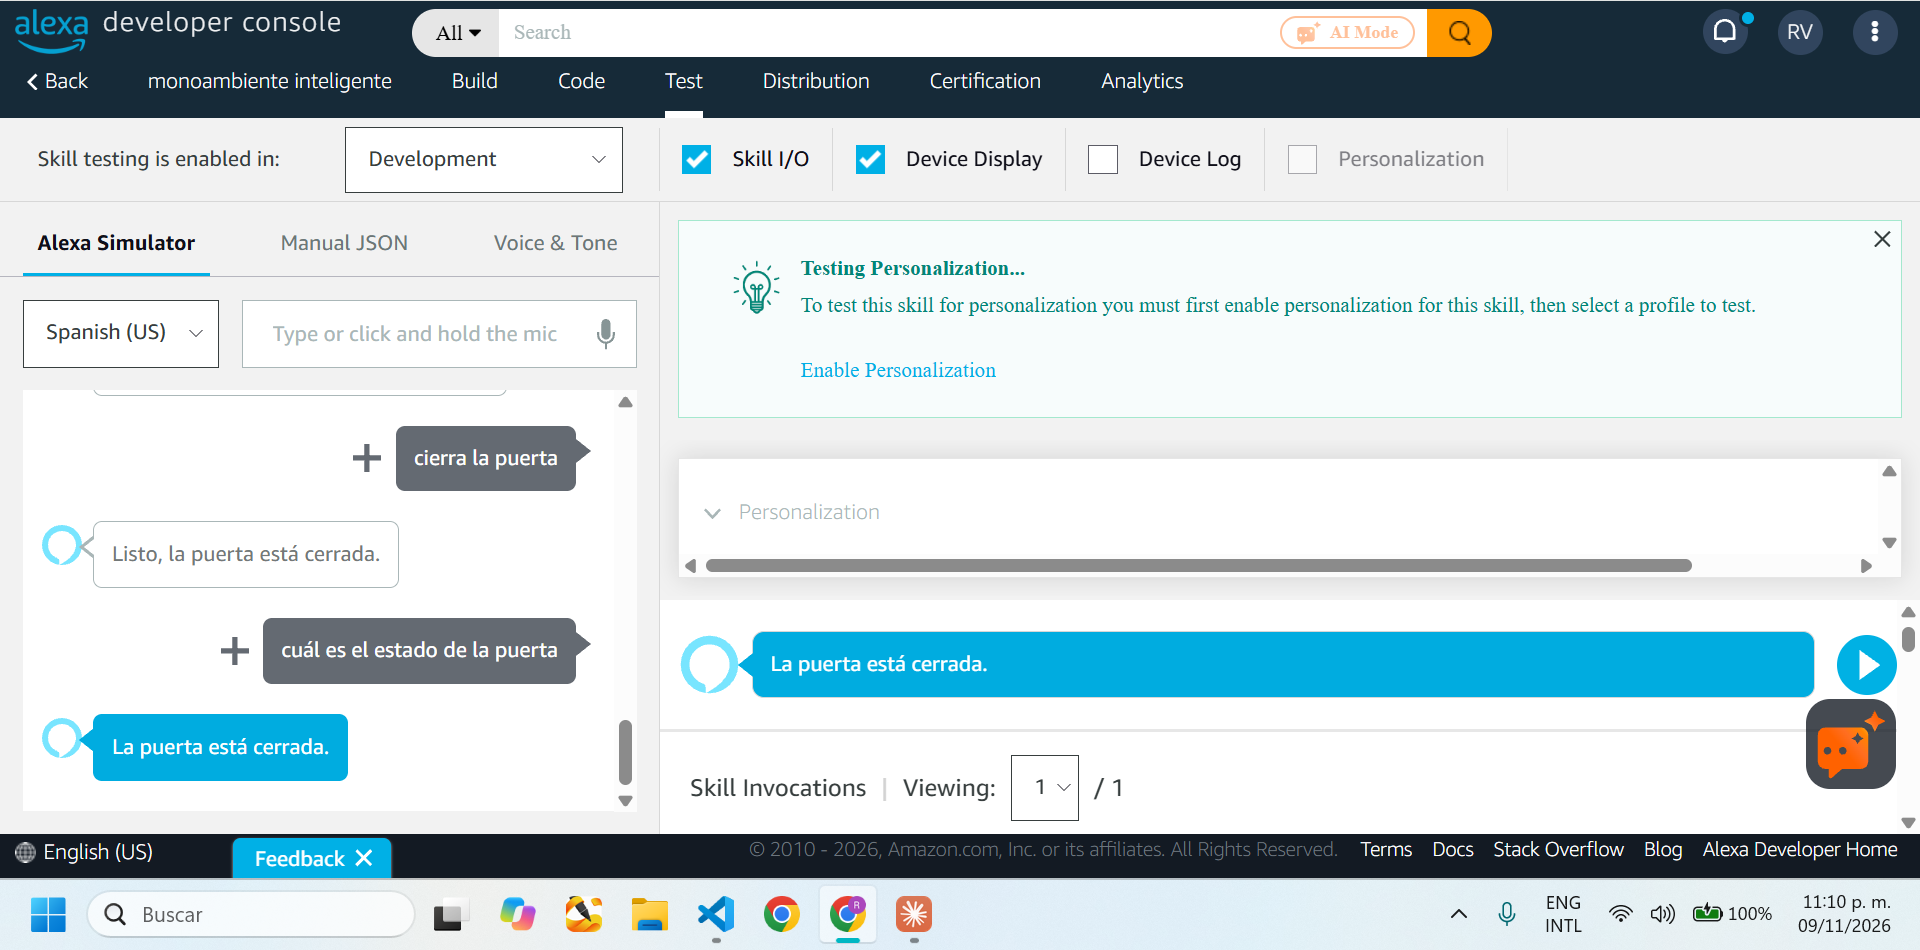 alexa developer console
All
Search
AI Mode
RV
Back
monoambiente inteligente
Build
Code
Test
Distribution
Certification
Analytics
Skill testing is enabled in:
Development
Skill I/O
Device Display
Device Log
Personalization
Alexa Simulator
Manual JSON
Voice & Tone
Spanish (US)
Type or click and hold the mic
cierra la puerta
Listo, la puerta está cerrada.
cuál es el estado de la puerta
La puerta está cerrada.
Testing Personalization...
To test this skill for personalization you must first enable personalization for this skill, then select a profile to test.
Enable Personalization
Personalization
La puerta está cerrada.
Skill Invocations | Viewing:
1
/ 1
English (US)
Feedback
© 2010 - 2026, Amazon.com, Inc. or its affiliates. All Rights Reserved.
Terms
Docs
Stack Overflow
Blog
Alexa Developer Home
Buscar
R
ENG
INTL
100%
11:10 p. m.
09/11/2026